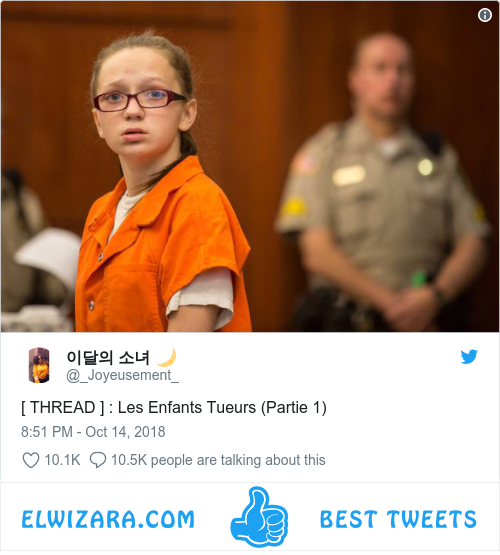 이달의 소녀 🌙
@_Joyeusement_
[ THREAD ] : Les Enfants Tueurs (Partie 1)
8:51 PM - Oct 14, 2018
10.1K 10.5K people are talking about this
ELWIZARA.COM BEST TWEETS